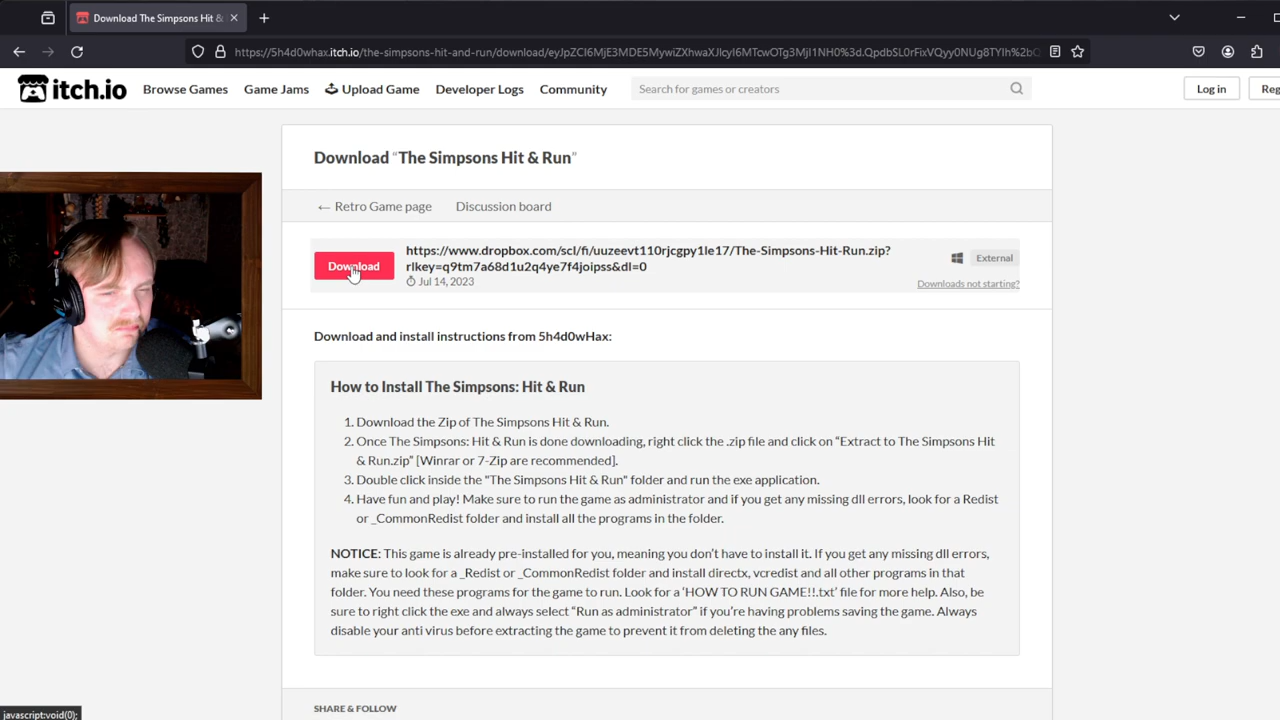 Download The Simpsons Hit &
https://5h4d0whax.itch.io/the-simpsons-hit-and-run/download/
itch.io
Browse Games
Game Jams
Upload Game
Developer Logs
Community
Search for games or creators
Log in
Reg
Download “The Simpsons Hit & Run”
← Retro Game page
Discussion board
Download
https://www.dropbox.com/scl/fi/uuzeevt110rjcgpy1le17/The-Simpsons-Hit-Run.zip?
rlkey=q9tm7a68d1u2q4ye7f4joipss&dl=0
External
Jul 14, 2023
Downloads not starting?
Download and install instructions from 5h4d0wHax:
How to Install The Simpsons: Hit & Run
1. Download the Zip of The Simpsons Hit & Run.
2. Once The Simpsons: Hit & Run is done downloading, right click the .zip file and click on “Extract to The Simpsons Hit
& Run.zip” [Winrar or 7-Zip are recommended].
3. Double click inside the "The Simpsons Hit & Run" folder and run the exe application.
4. Have fun and play! Make sure to run the game as administrator and if you get any missing dll errors, look for a Redist
or _CommonRedist folder and install all the programs in the folder.
NOTICE: This game is already pre-installed for you, meaning you don’t have to install it. If you get any missing dll errors,
make sure to look for a _Redist or _CommonRedist folder and install directx, vcredist and all other programs in that
folder. You need these programs for the game to run. Look for a ‘HOW TO RUN GAME!!.txt’ file for more help. Also, be
sure to right click the exe and always select “Run as administrator” if you’re having problems saving the game. Always
disable your anti virus before extracting the game to prevent it from deleting the any files.
SHARE & FOLLOW
javascript:void(0);